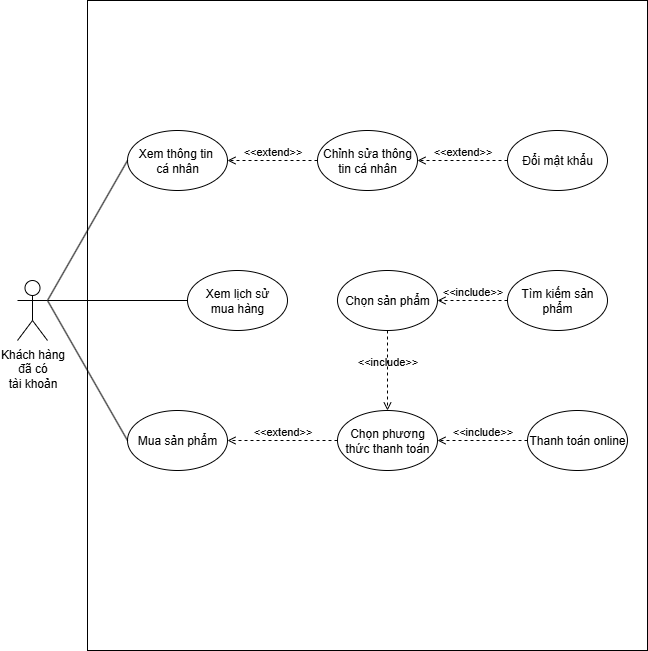 Xem thông tin
cá nhân
<<extend>>
Chỉnh sửa thông
tin cá nhân
<<extend>>
Đổi mật khẩu
Xem lịch sử
mua hàng
Chọn sản phẩm
<<include>>
Tìm kiếm sản
phẩm
Khách hàng
đã có
tài khoản
<<include>>
Mua sản phẩm
<<extend>>
Chọn phương
thức thanh toán
<<include>>
Thanh toán online